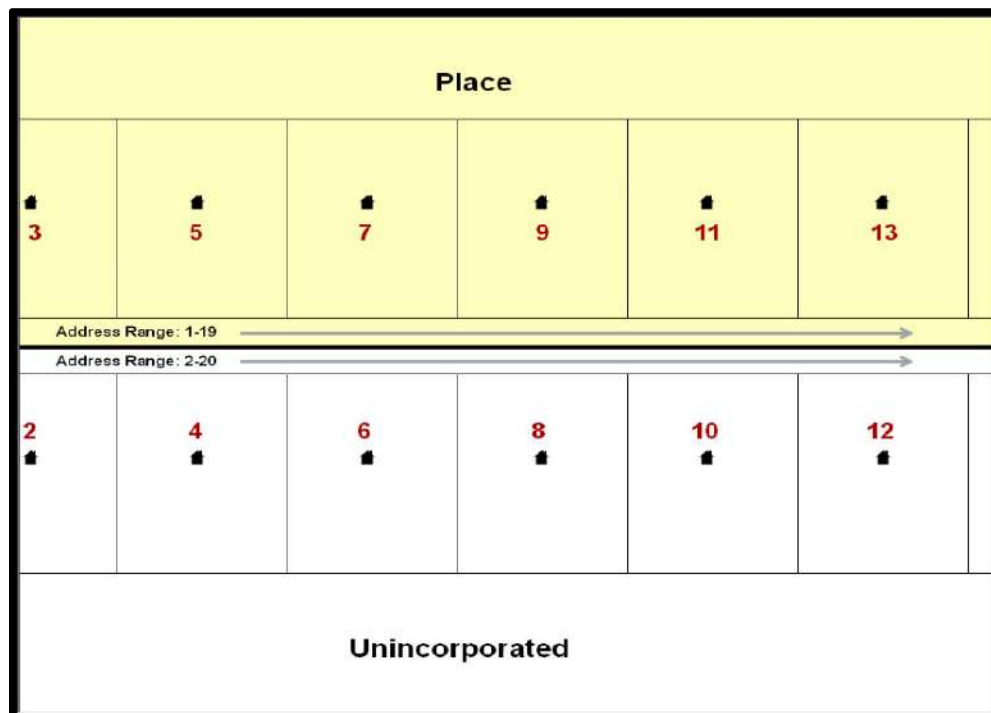 Place
3 5 7 9 11 13
Address Range: 1-19
Address Range: 2-20
2 4 6 8 10 12
Unincorporated